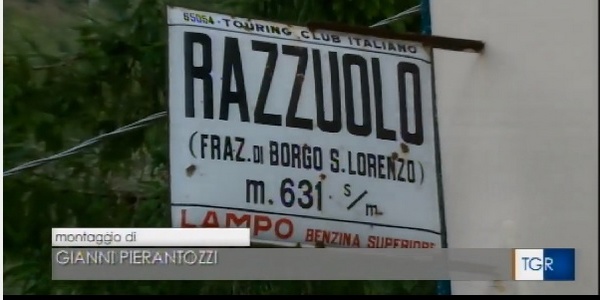 65054 - TOURING CLUB ITALIANO
RAZZUOLO
(FRAZ. DI BORGO S. LORENZO)
m. 631 s/m.
LAMPO BENZINA SUPERIORE
montaggio di
GIANNI PIERANTOZZI
TGR